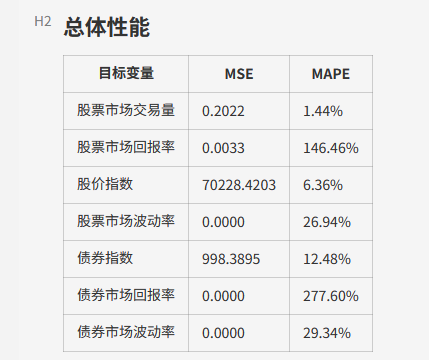 H2 总体性能
目标变量 MSE MAPE
股票市场交易量 0.2022 1.44%
股票市场回报率 0.0033 146.46%
股价指数 70228.4203 6.36%
股票市场波动率 0.0000 26.94%
债券指数 998.3895 12.48%
债券市场回报率 0.0000 277.60%
债券市场波动率 0.0000 29.34%